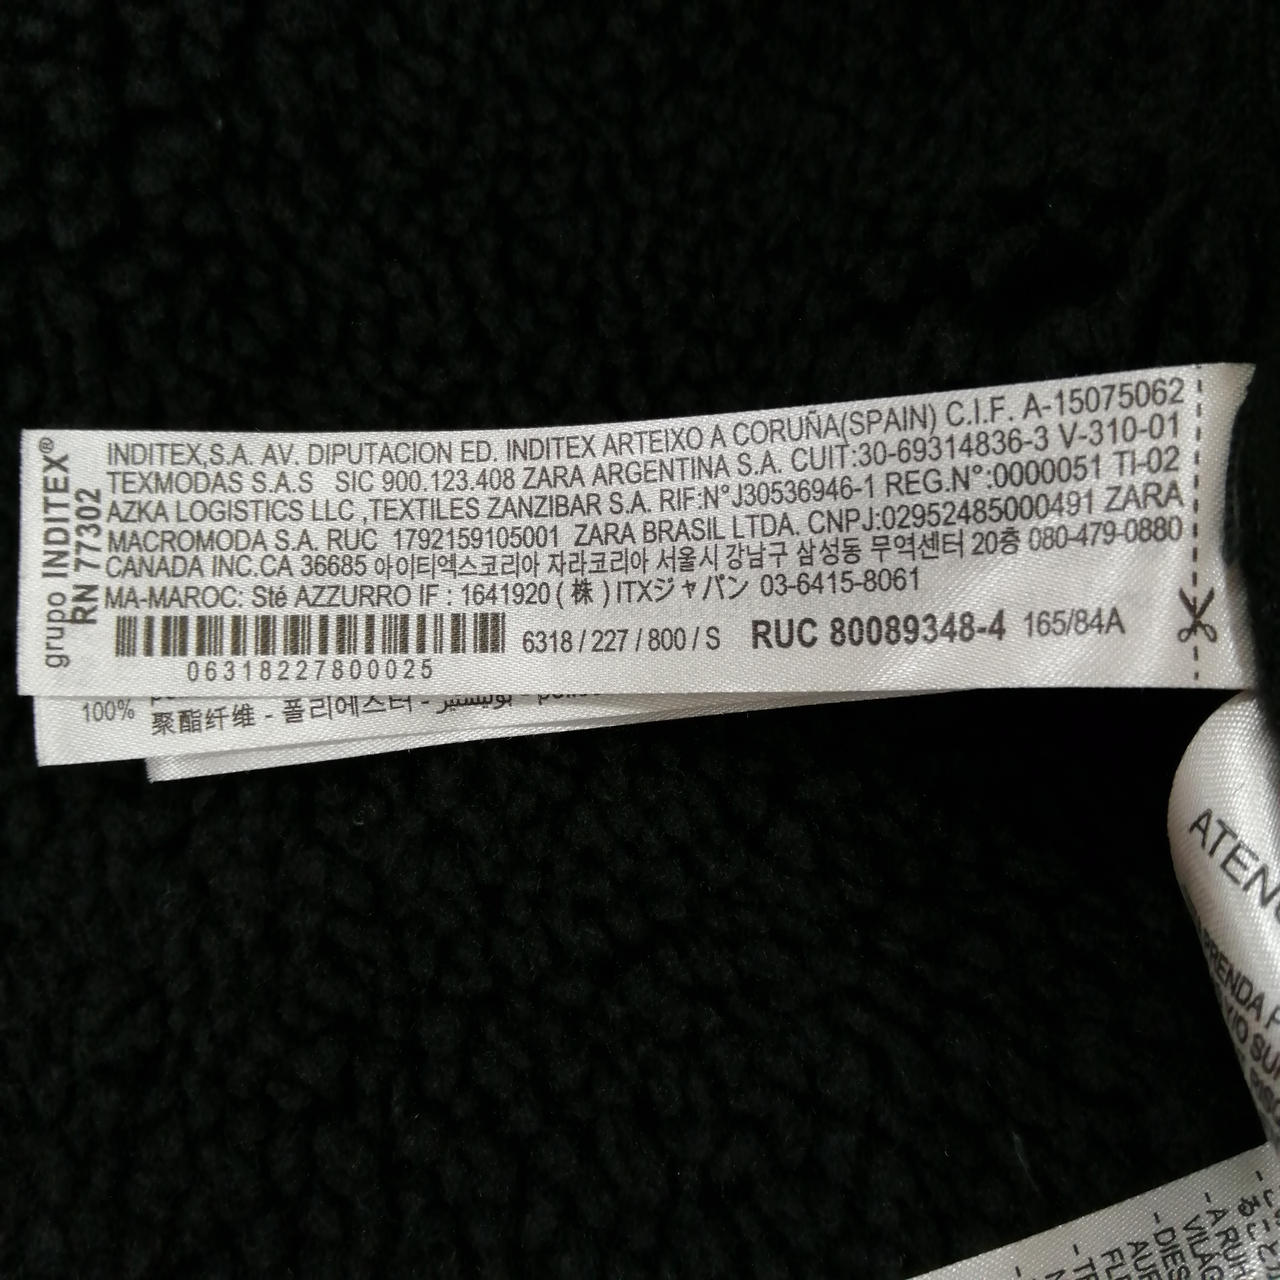 grupo INDITEX®
RN 77302
INDITEX,S.A. AV. DIPUTACION ED. INDITEX ARTEIXO A CORUÑA(SPAIN) C.I.F. A-15075062
TEXMODAS S.A.S SIC 900.123.408 ZARA ARGENTINA S.A. CUIT:30-69314836-3 V-310-01
AZKA LOGISTICS LLC ,TEXTILES ZANZIBAR S.A. RIF:N°J30536946-1 REG.N°:0000051 TI-02
MACROMODA S.A. RUC 1792159105001 ZARA BRASIL LTDA. CNPJ:02952485000491 ZARA
CANADA INC.CA 36685 아이티엑스코리아 자라코리아 서울시 강남구 삼성동 무역센터 20층 080-479-0880
MA-MAROC: Sté AZZURRO IF : 1641920 ( 株 ) ITXジャパン 03-6415-8061
6318 / 227 / 800 / S RUC 80089348-4 165/84A
06318227800025
100%
聚酯纤维 - 폴리에스터 - بوليستير
PRENDA
-A RUH
VILAC
-DIES